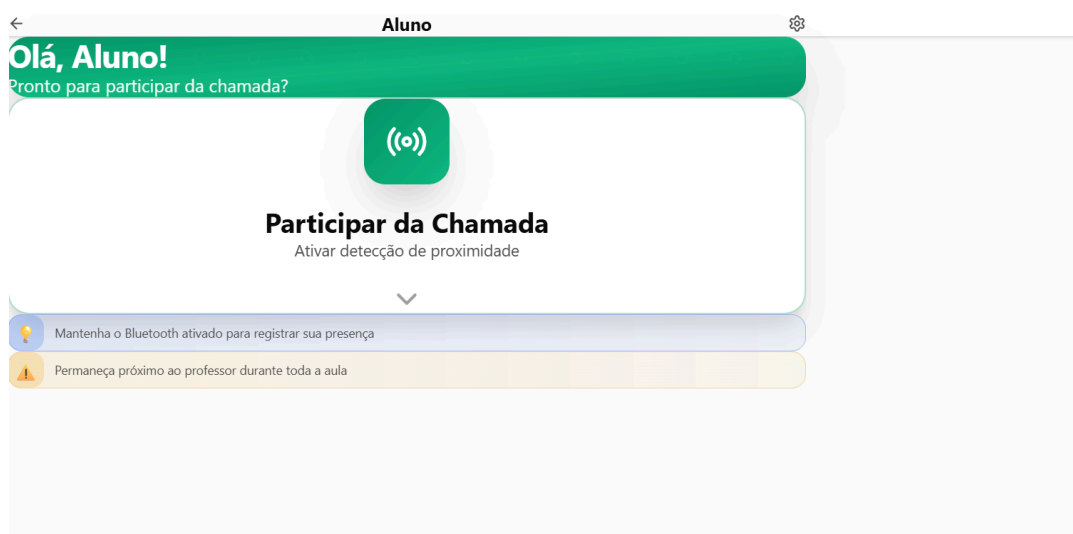 Aluno
Olá, Aluno!
Pronto para participar da chamada?
Participar da Chamada
Ativar detecção de proximidade
Mantenha o Bluetooth ativado para registrar sua presença
Permaneça próximo ao professor durante toda a aula